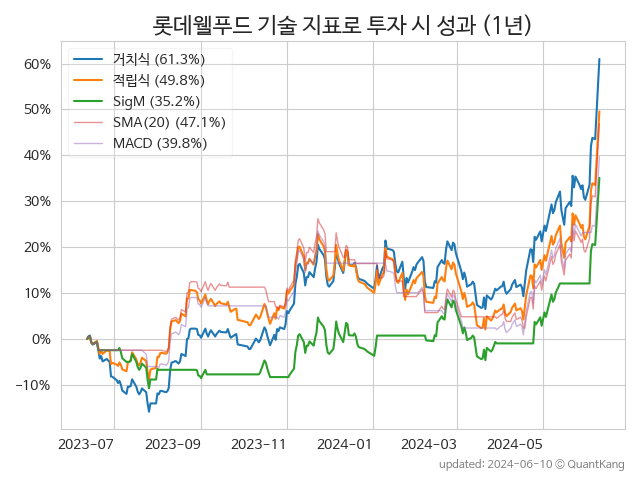 롯데웰푸드 기술 지표로 투자 시 성과 (1년)
거치식 (61.3%)
적립식 (49.8%)
SigM (35.2%)
SMA(20) (47.1%)
MACD (39.8%)
60%
50%
40%
30%
20%
10%
0%
−10%
2023-07 2023-09 2023-11 2024-01 2024-03 2024-05
updated: 2024-06-10 © QuantKang